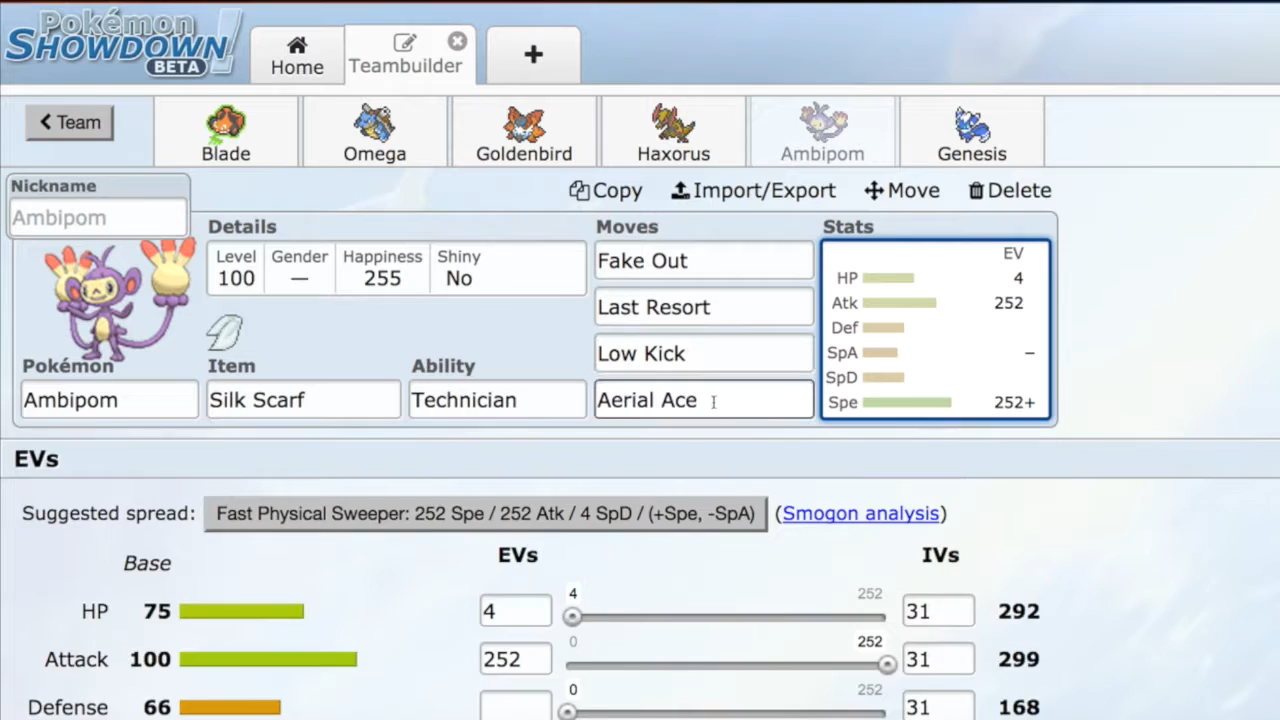 Pokémon
SHOWDOWN!
BETA
Home
Teambuilder
+
Team
Blade
Omega
Goldenbird
Haxorus
Ambipom
Genesis
Nickname
Ambipom
Copy
Import/Export
Move
Delete
Details
Level
100
Gender
—
Happiness
255
Shiny
No
Pokémon
Ambipom
Item
Silk Scarf
Ability
Technician
Moves
Fake Out
Last Resort
Low Kick
Aerial Ace
Stats
EV
HP 4
Atk 252
Def
SpA –
SpD
Spe 252+
EVs
Suggested spread: Fast Physical Sweeper: 252 Spe / 252 Atk / 4 SpD / (+Spe, -SpA) (Smogon analysis)
Base EVs IVs
4 252
HP 75 4 31 292
0 252
Attack 100 252 31 299
0 252
Defense 66 31 168